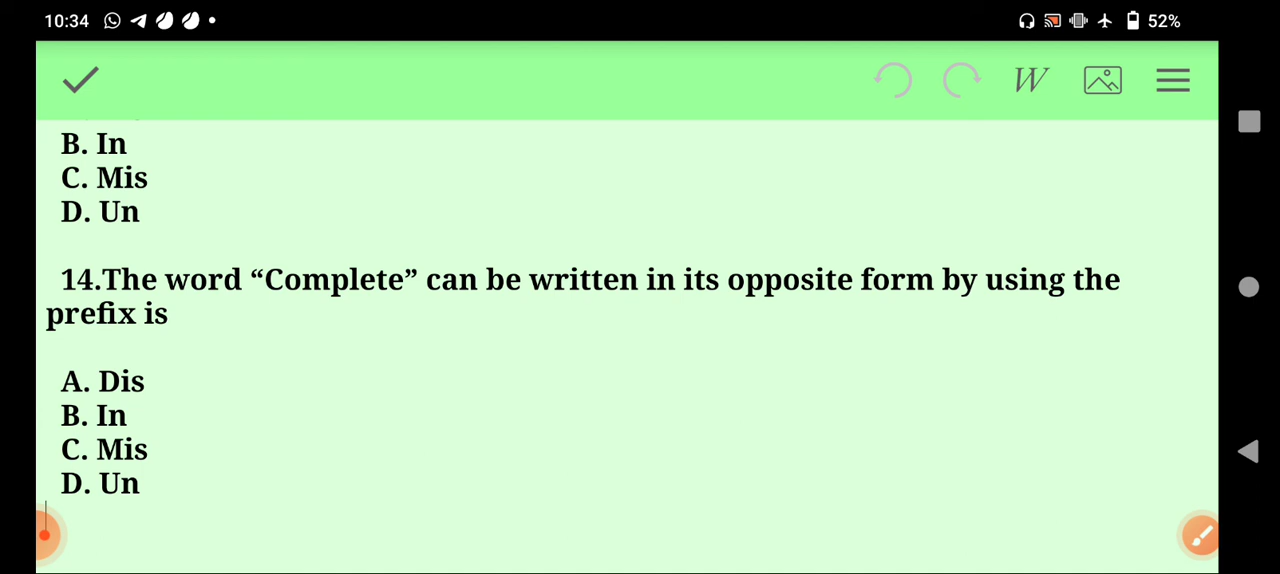 10:34 52%
W
B. In
C. Mis
D. Un
14.The word “Complete” can be written in its opposite form by using the
prefix is
A. Dis
B. In
C. Mis
D. Un